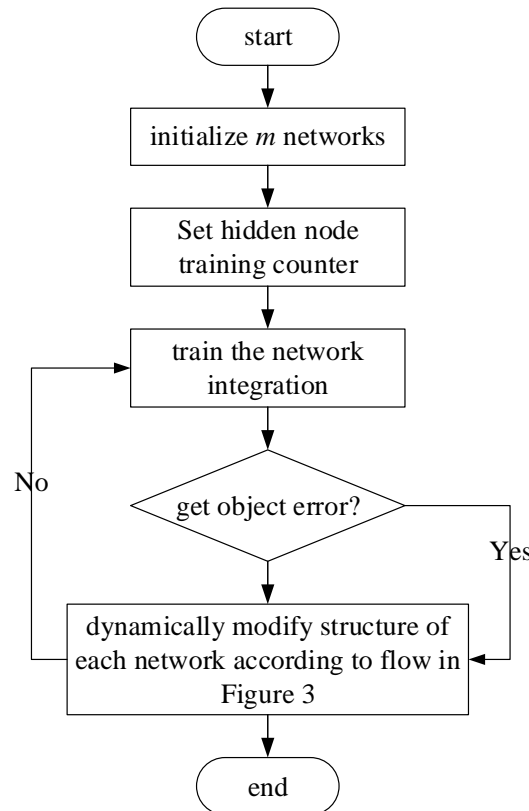 start
initialize m networks
Set hidden node
training counter
train the network
integration
No
get object error?
Yes
dynamically modify structure of
each network according to flow in
Figure 3
end